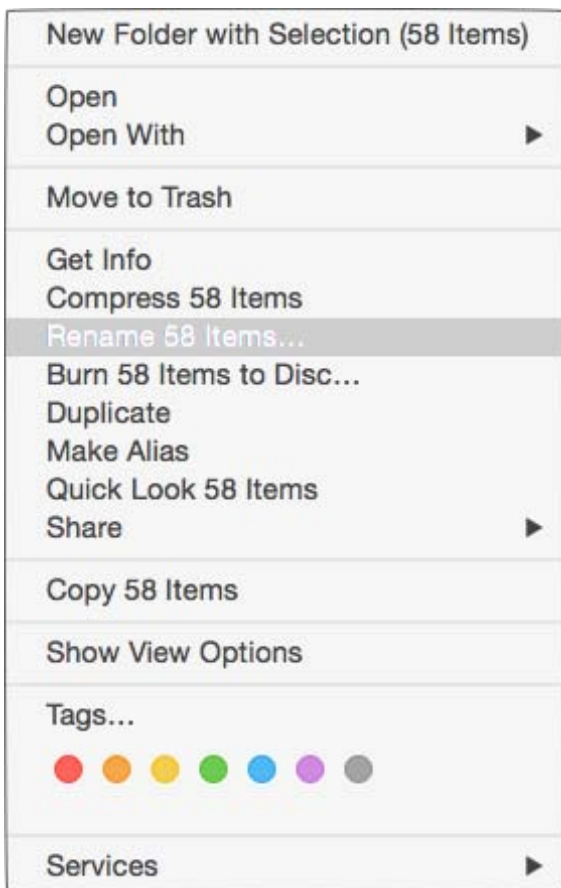 New Folder with Selection (58 Items)
Open
Open With
Move to Trash
Get Info
Compress 58 Items
Rename 58 Items...
Burn 58 Items to Disc...
Duplicate
Make Alias
Quick Look 58 Items
Share
Copy 58 Items
Show View Options
Tags...
Services